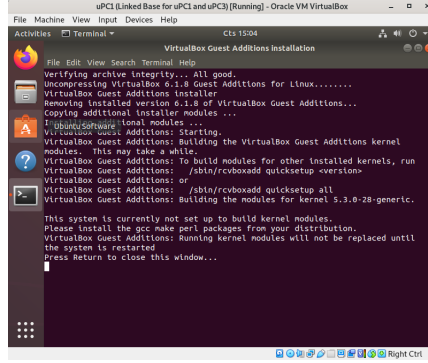 uPC1 (Linked Base for uPC1 and uPC3) [Running] - Oracle VM VirtualBox
File Machine View Input Devices Help
Activities Terminal Cts 15:04
VirtualBox Guest Additions installation
File Edit View Search Terminal Help
Verifying archive integrity... All good.
Uncompressing VirtualBox 6.1.8 Guest Additions for Linux........
VirtualBox Guest Additions installer
Removing installed version 6.1.8 of VirtualBox Guest Additions...
Copying additional installer modules ...
additional modules ...
Ubuntu Software
VirtualBox Guest Additions: Starting.
VirtualBox Guest Additions: Building the VirtualBox Guest Additions kernel
modules. This may take a while.
VirtualBox Guest Additions: To build modules for other installed kernels, run
VirtualBox Guest Additions: /sbin/rcvboxadd quicksetup <version>
VirtualBox Guest Additions: or
VirtualBox Guest Additions: /sbin/rcvboxadd quicksetup all
VirtualBox Guest Additions: Building the modules for kernel 5.3.0-28-generic.
This system is currently not set up to build kernel modules.
Please install the gcc make perl packages from your distribution.
VirtualBox Guest Additions: Running kernel modules will not be replaced until
the system is restarted
Press Return to close this window...
Right Ctrl